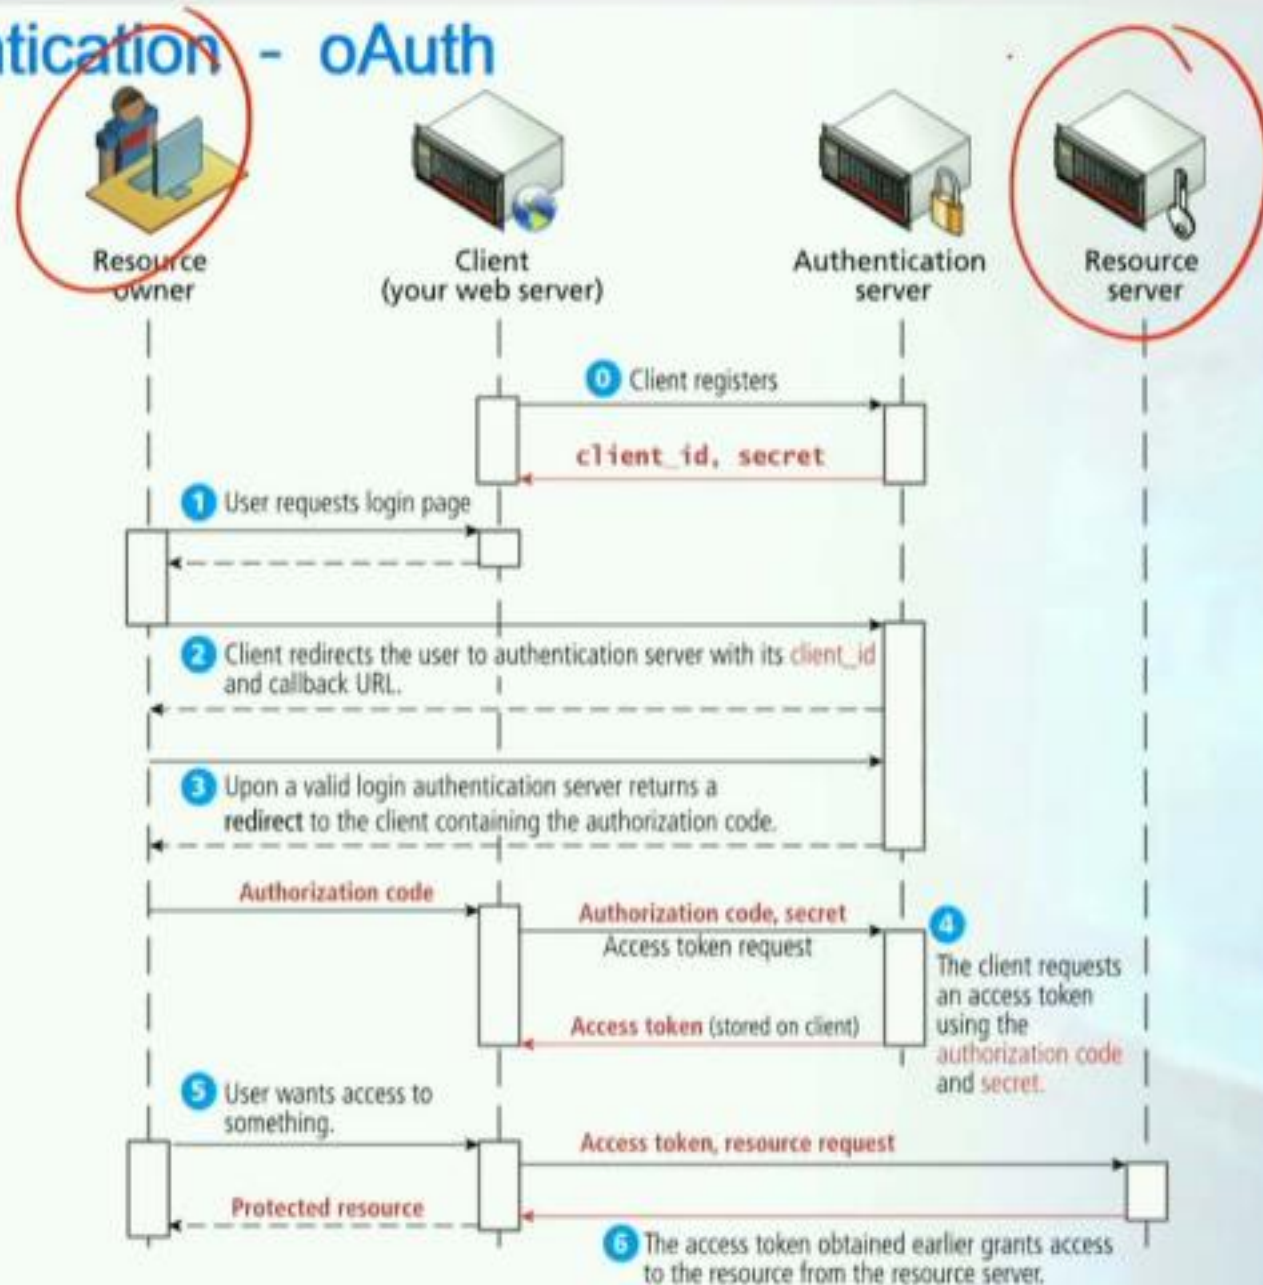 tication - oAuth
Resource
owner
Client
(your web server)
Authentication
server
Resource
server
0 Client registers
client_id, secret
1 User requests login page
2 Client redirects the user to authentication server with its client_id
and callback URL.
3 Upon a valid login authentication server returns a
redirect to the client containing the authorization code.
Authorization code
Authorization code, secret
Access token request
4
The client requests
an access token
using the
authorization code
and secret.
Access token (stored on client)
5 User wants access to
something.
Access token, resource request
Protected resource
6 The access token obtained earlier grants access
to the resource from the resource server.